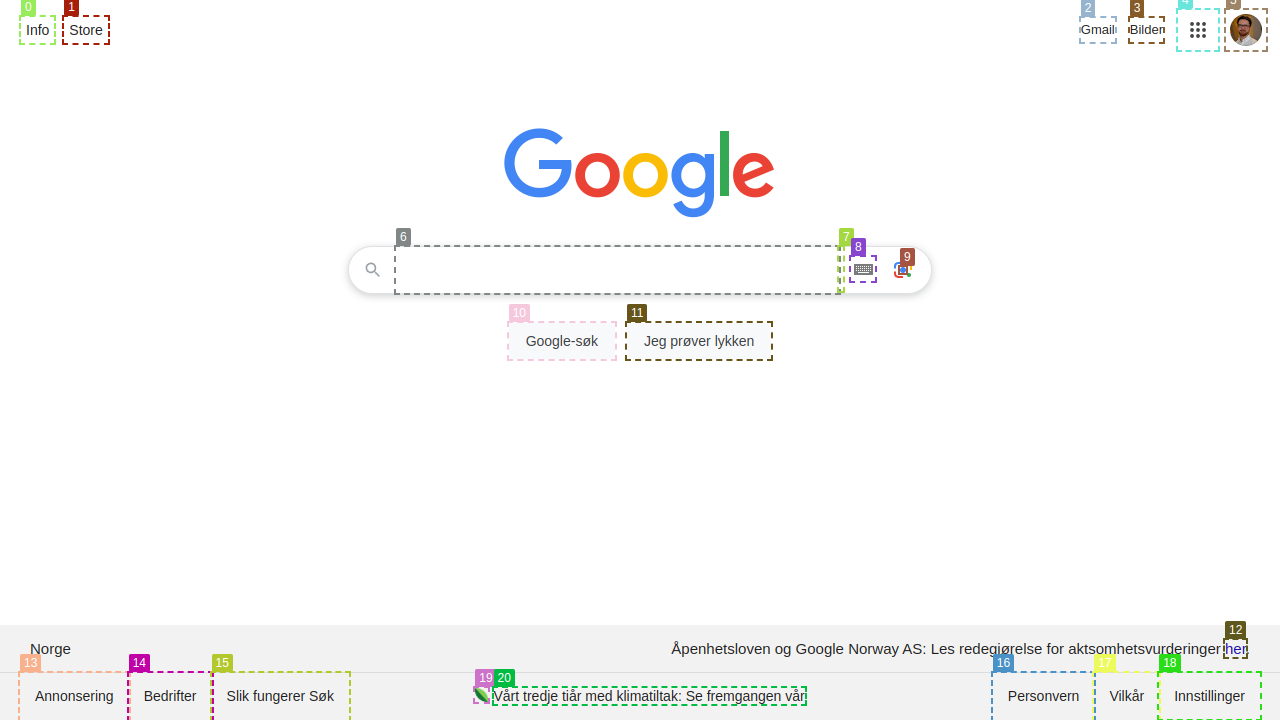 0 1 2 3 4 5
Info Store Gmail Bilder
Google
6 7 8 9
10 11
Google-søk Jeg prøver lykken
12
Norge Åpenhetsloven og Google Norway AS: Les redegjørelse for aktsomhetsvurderinger her.
13 14 15 19 20 16 17 18
Annonsering Bedrifter Slik fungerer Søk Vårt tredje tiår med klimatiltak: Se fremgangen vår Personvern Vilkår Innstillinger